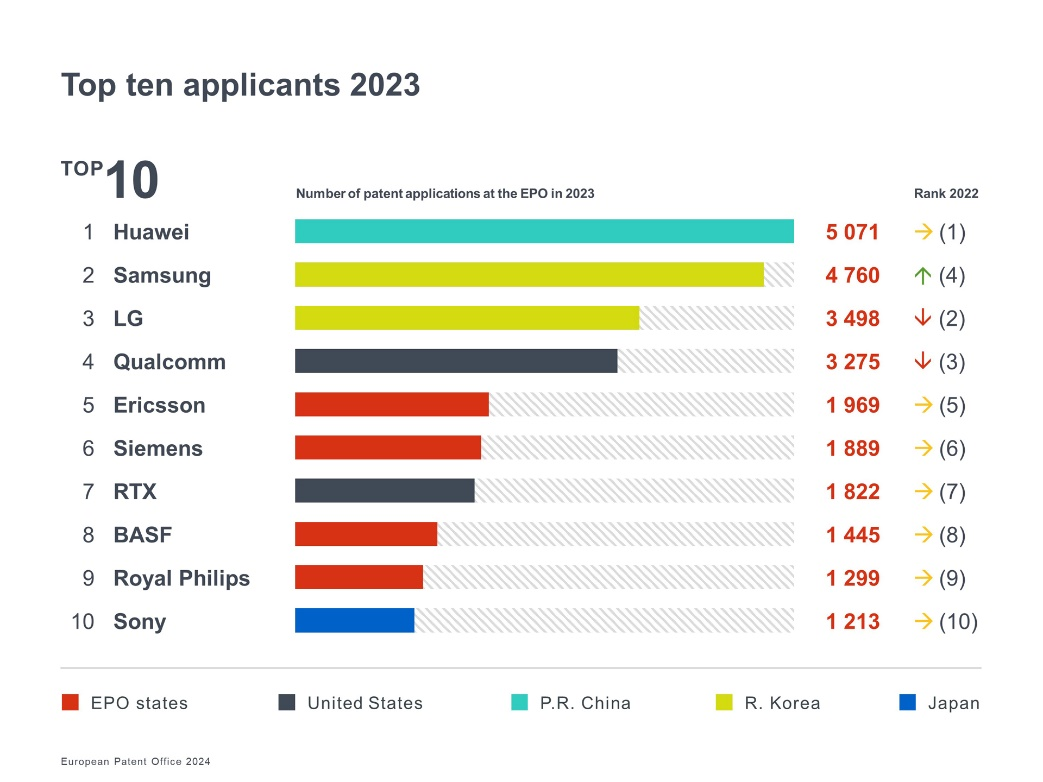 Top ten applicants 2023
TOP10
Number of patent applications at the EPO in 2023 Rank 2022
1 Huawei 5 071 → (1)
2 Samsung 4 760 ↑ (4)
3 LG 3 498 ↓ (2)
4 Qualcomm 3 275 ↓ (3)
5 Ericsson 1 969 → (5)
6 Siemens 1 889 → (6)
7 RTX 1 822 → (7)
8 BASF 1 445 → (8)
9 Royal Philips 1 299 → (9)
10 Sony 1 213 → (10)
EPO states United States P.R. China R. Korea Japan
European Patent Office 2024